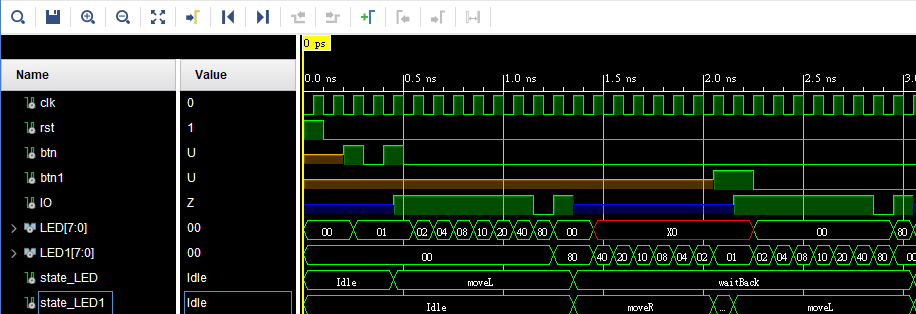 0 ps
Name Value
0.0 ns 0.5 ns 1.0 ns 1.5 ns 2.0 ns 2.5 ns 3.0
clk 0
rst 1
btn U
btn1 U
IO Z
LED[7:0] 00 00 01 02 04 08 10 20 40 80 00 X0 00 80
LED1[7:0] 00 00 80 40 20 10 08 04 02 01 02 04 08 10 20 40 80 00
state_LED Idle Idle moveL waitBack
state_LED1 Idle Idle moveR ... moveL